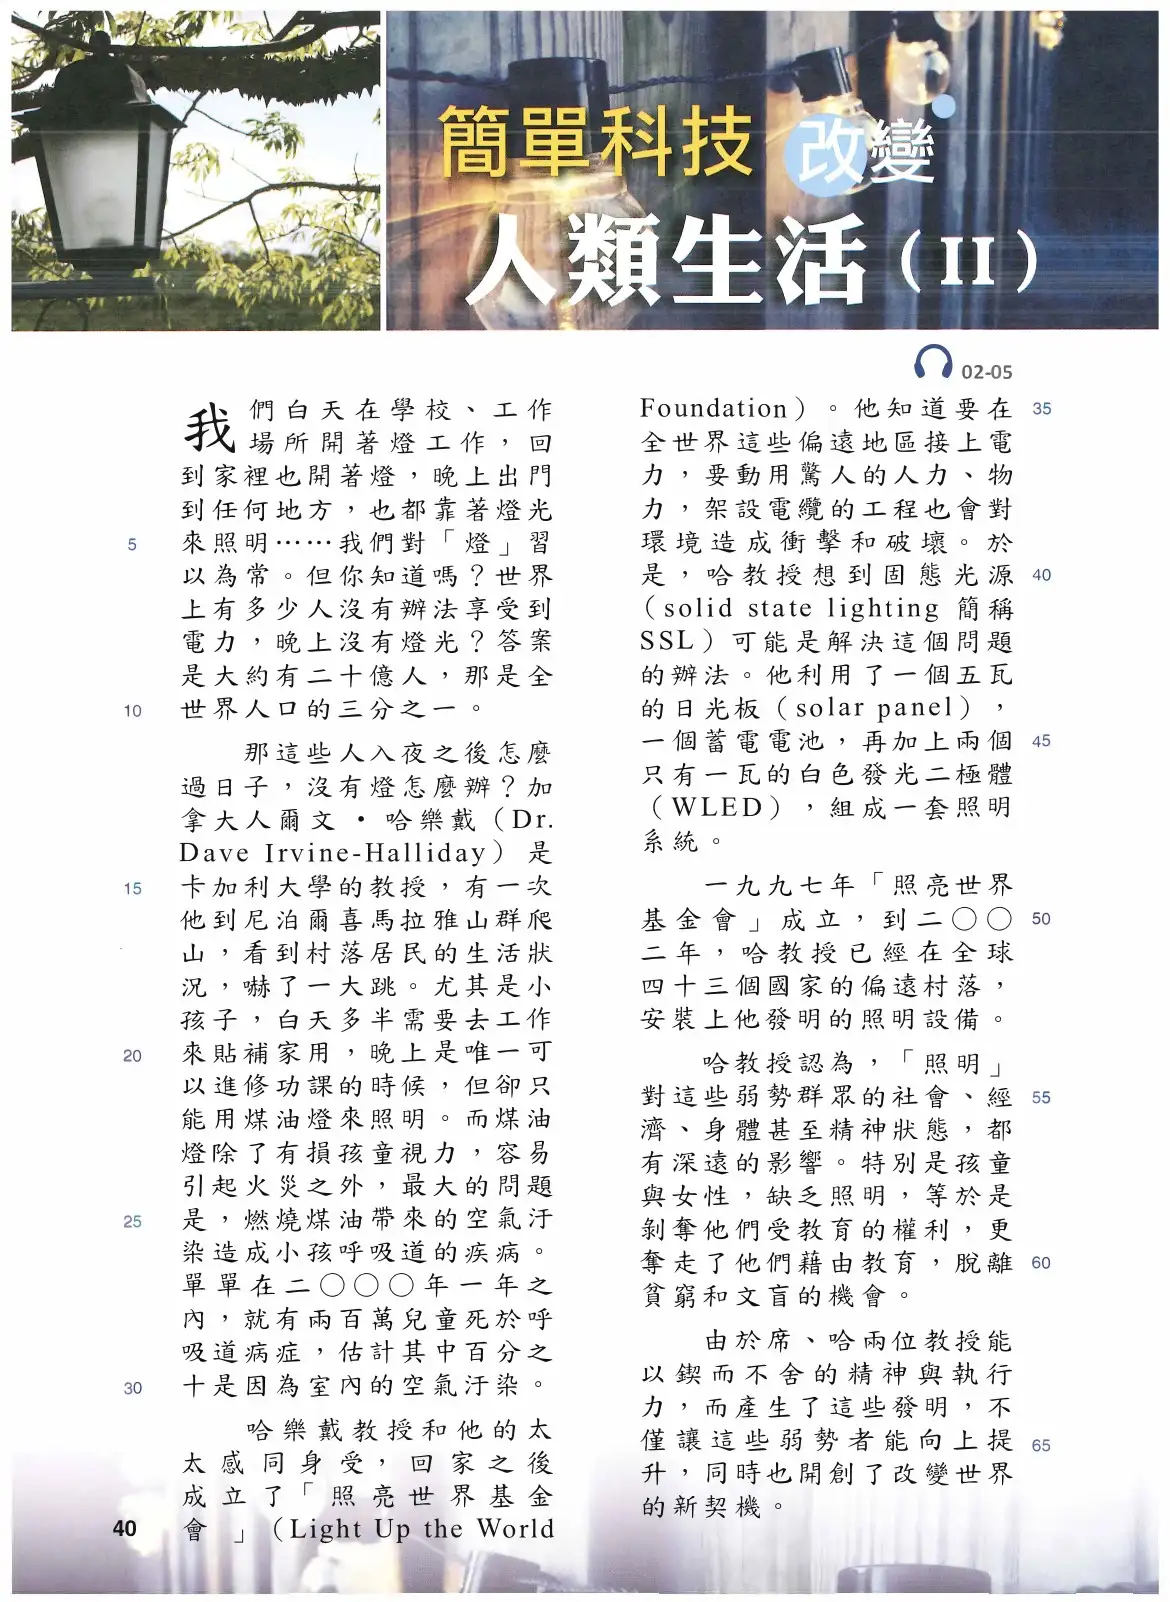 簡單科技 改變
人類生活（II）
02-05
我們白天在學校、工作
場所開著燈工作，回
到家裡也開著燈，晚上出門
到任何地方，也都靠著燈光
5 來照明……我們對「燈」習
以為常。但你知道嗎？世界
上有多少人沒有辦法享受到
電力，晚上沒有燈光？答案
是大約有二十億人，那是全
10 世界人口的三分之一。
那這些人入夜之後怎麼
過日子，沒有燈怎麼辦？加
拿大人爾文・哈樂戴（Dr.
Dave Irvine-Halliday）是
15 卡加利大學的教授，有一次
他到尼泊爾喜馬拉雅山群爬
山，看到村落居民的生活狀
況，嚇了一大跳。尤其是小
孩子，白天多半需要去工作
20 來貼補家用，晚上是唯一可
以進修功課的時候，但卻只
能用煤油燈來照明。而煤油
燈除了有損孩童視力，容易
引起火災之外，最大的問題
25 是，燃燒煤油帶來的空氣汙
染造成小孩呼吸道的疾病。
單單在二〇〇〇年一年之
內，就有兩百萬兒童死於呼
吸道病症，估計其中百分之
30 十是因為室內的空氣汙染。
哈樂戴教授和他的太
太感同身受，回家之後
成立了「照亮世界基金
會」（Light Up the World
Foundation）。他知道要在 35
全世界這些偏遠地區接上電
力，要動用驚人的人力、物
力，架設電纜的工程也會對
環境造成衝擊和破壞。於
是，哈教授想到固態光源 40
（solid state lighting 簡稱
SSL）可能是解決這個問題
的辦法。他利用了一個五瓦
的日光板（solar panel），
一個蓄電電池，再加上兩個 45
只有一瓦的白色發光二極體
（WLED），組成一套照明
系統。
一九九七年「照亮世界
基金會」成立，到二〇〇 50
二年，哈教授已經在全球
四十三個國家的偏遠村落，
安裝上他發明的照明設備。
哈教授認為，「照明」
對這些弱勢群眾的社會、經 55
濟、身體甚至精神狀態，都
有深遠的影響。特別是孩童
與女性，缺乏照明，等於是
剝奪他們受教育的權利，更
奪走了他們藉由教育，脫離 60
貧窮和文盲的機會。
由於席、哈兩位教授能
以鍥而不舍的精神與執行
力，而產生了這些發明，不
僅讓這些弱勢者能向上提 65
升，同時也開創了改變世界
的新契機。
40